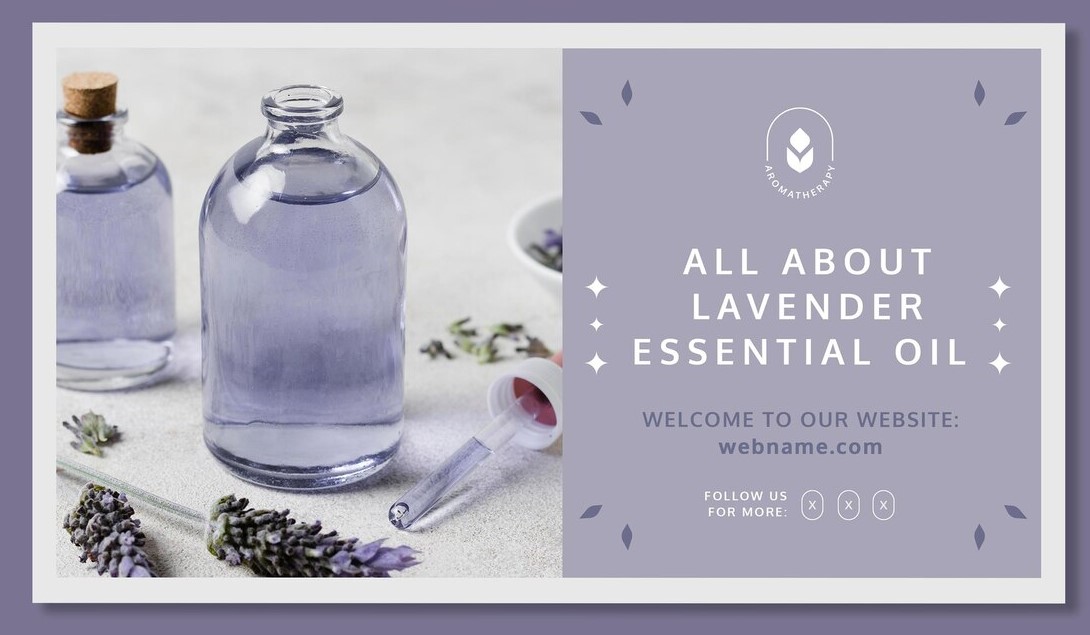 AROMATHERAPY
ALL ABOUT
LAVENDER
ESSENTIAL OIL
WELCOME TO OUR WEBSITE:
webname.com
FOLLOW US
FOR MORE:
X X X